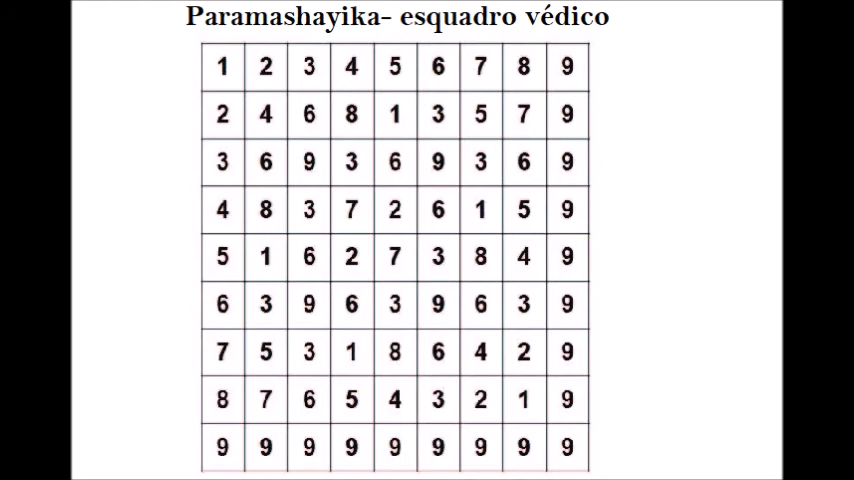 Paramashayika- esquadro védico
1 2 3 4 5 6 7 8 9
2 4 6 8 1 3 5 7 9
3 6 9 3 6 9 3 6 9
4 8 3 7 2 6 1 5 9
5 1 6 2 7 3 8 4 9
6 3 9 6 3 9 6 3 9
7 5 3 1 8 6 4 2 9
8 7 6 5 4 3 2 1 9
9 9 9 9 9 9 9 9 9